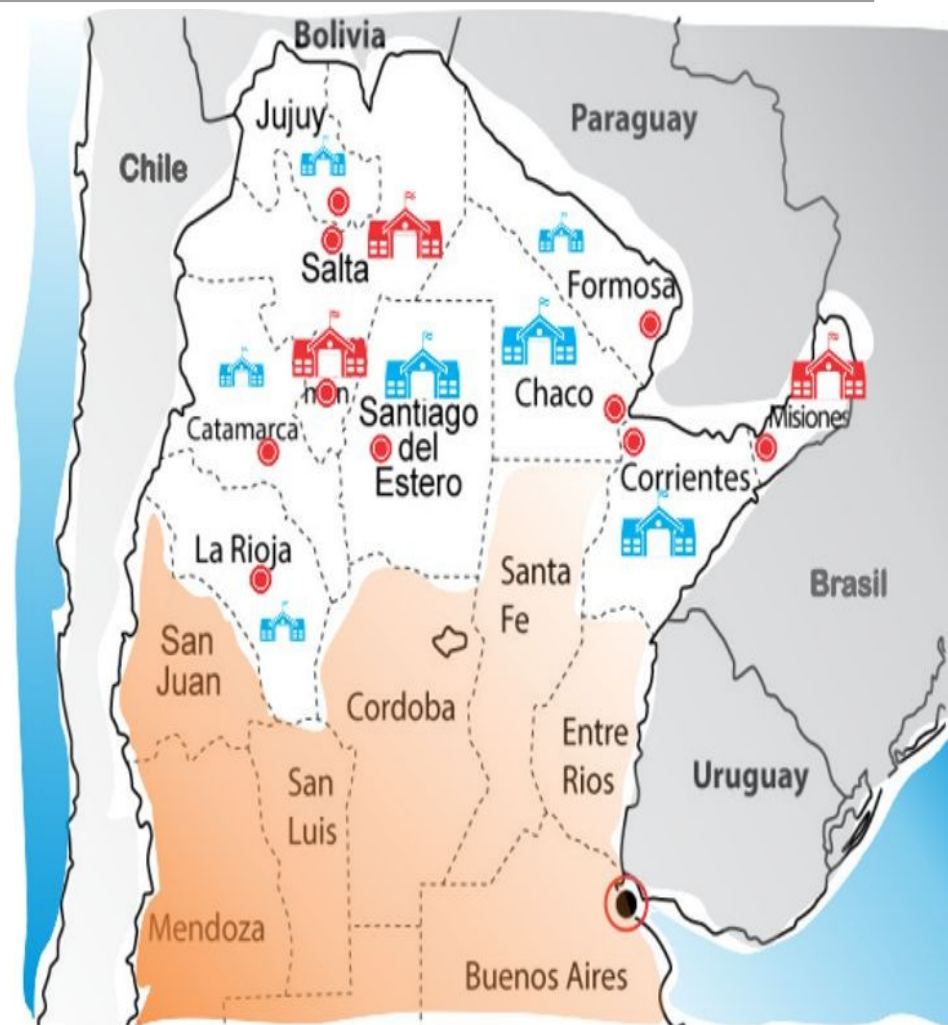 Bolivia
Jujuy
Paraguay
Chile
Salta
Formosa
Chaco
Santiago
del
Estero
Catamarca
Misiones
Corrientes
La Rioja
Santa
Fe
Brasil
San
Juan
Cordoba
Entre
Rios
San
Luis
Uruguay
Mendoza
Buenos Aires